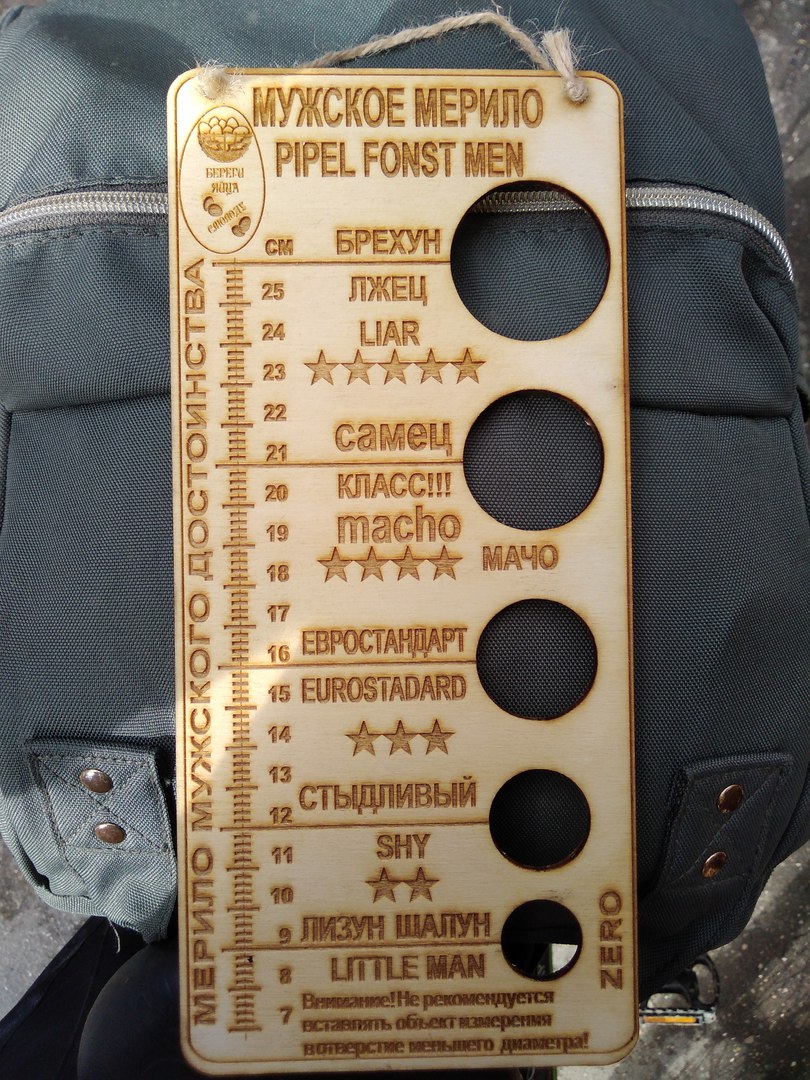 МУЖСКОЕ МЕРИЛО
PIPEL FONST MEN
БЕРЕГИ
ЯЙЦА
СМОЛОДУ
МЕРИЛО МУЖСКОГО ДОСТОИНСТВА
см БРЕХУН
25 ЛЖЕЦ
24 LIAR
23
22
21 самец
20 КЛАСС!!!
19 macho
18 МАЧО
17
16 ЕВРОСТАНДАРТ
15 EUROSTADARD
14
13
12 СТЫДЛИВЫЙ
11 SHY
10
9 ЛИЗУН ШАЛУН
8 LITTLE MAN
7 Внимание! Не рекомендуется
вставлять объект измерения
в отверстие меньшего диаметра!
ZERO